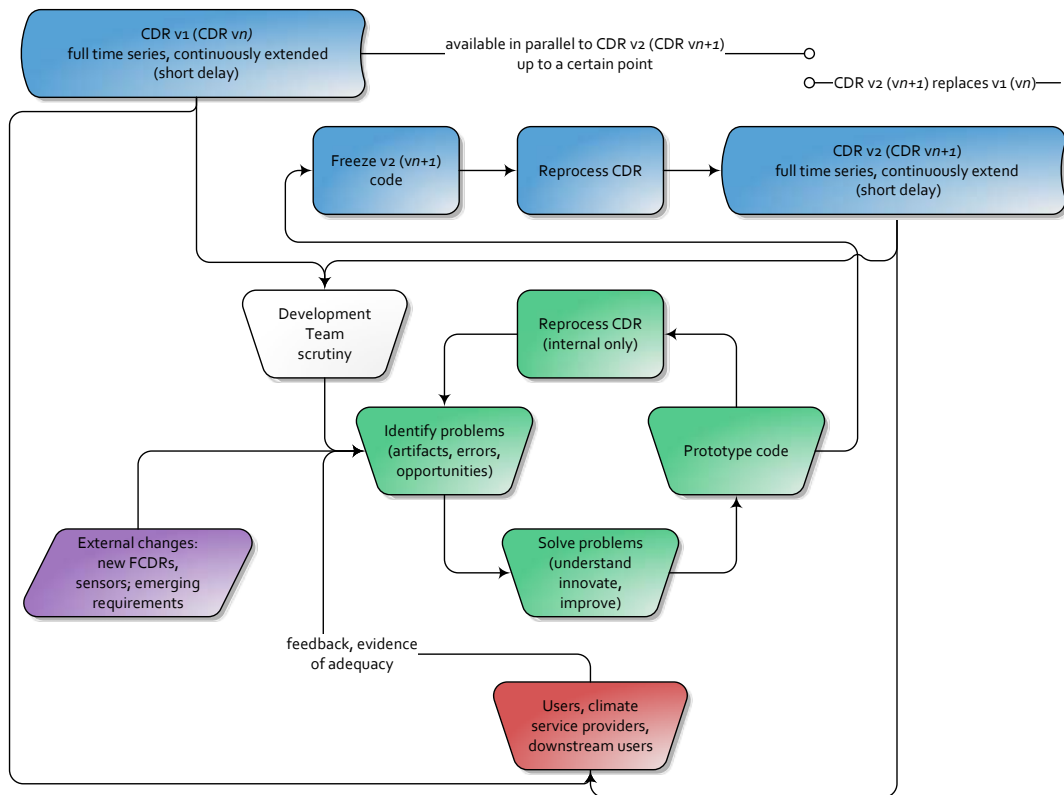 CDR v1 (CDR vn)
full time series, continuously extended
(short delay)
available in parallel to CDR v2 (CDR vn+1)
up to a certain point
CDR v2 (vn+1) replaces v1 (vn)
Freeze v2 (vn+1)
code
Reprocess CDR
CDR v2 (CDR vn+1)
full time series, continuously extend
(short delay)
Development
Team
scrutiny
Reprocess CDR
(internal only)
Identify problems
(artifacts, errors,
opportunities)
Prototype code
External changes:
new FCDRs,
sensors; emerging
requirements
Solve problems
(understand
innovate,
improve)
feedback, evidence
of adequacy
Users, climate
service providers,
downstream users